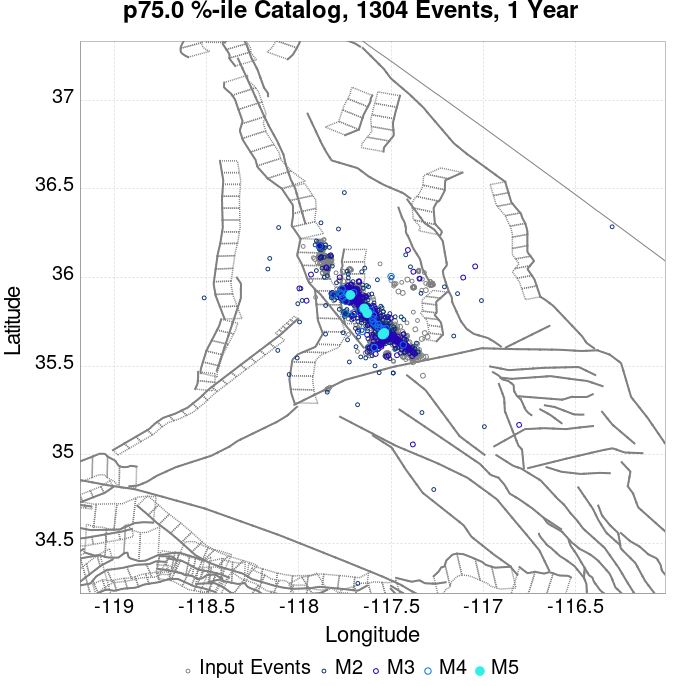 p75.0 %-ile Catalog, 1304 Events, 1 Year
37
36.5
36
35.5
35
34.5
Latitude
-119 -118.5 -118 -117.5 -117 -116.5
Longitude
Input Events M2 M3 M4 M5